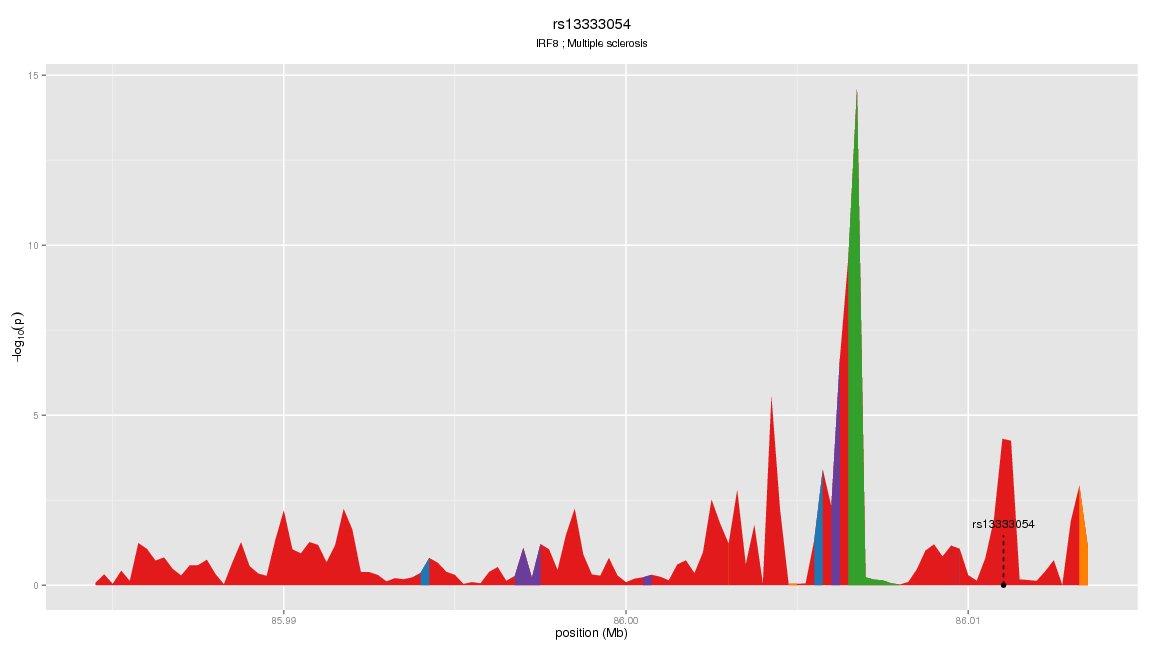 rs13333054
IRF8 ; Multiple sclerosis
15
10
5
0
−log10(p)
rs13333054
85.99
86.00
86.01
position (Mb)